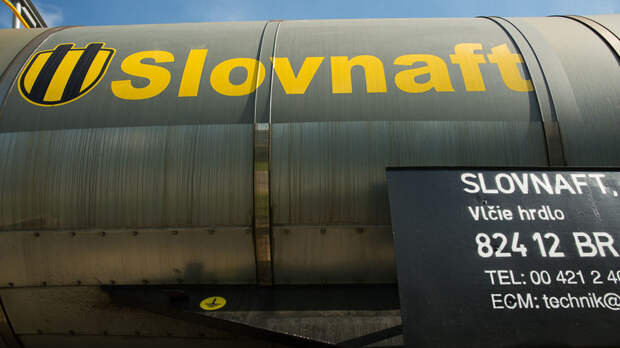 Slovnaft
SLOVNAFT,
Vlčie hrdlo
824 12 BR
TEL: 00 421 2 4
ECM: technik@